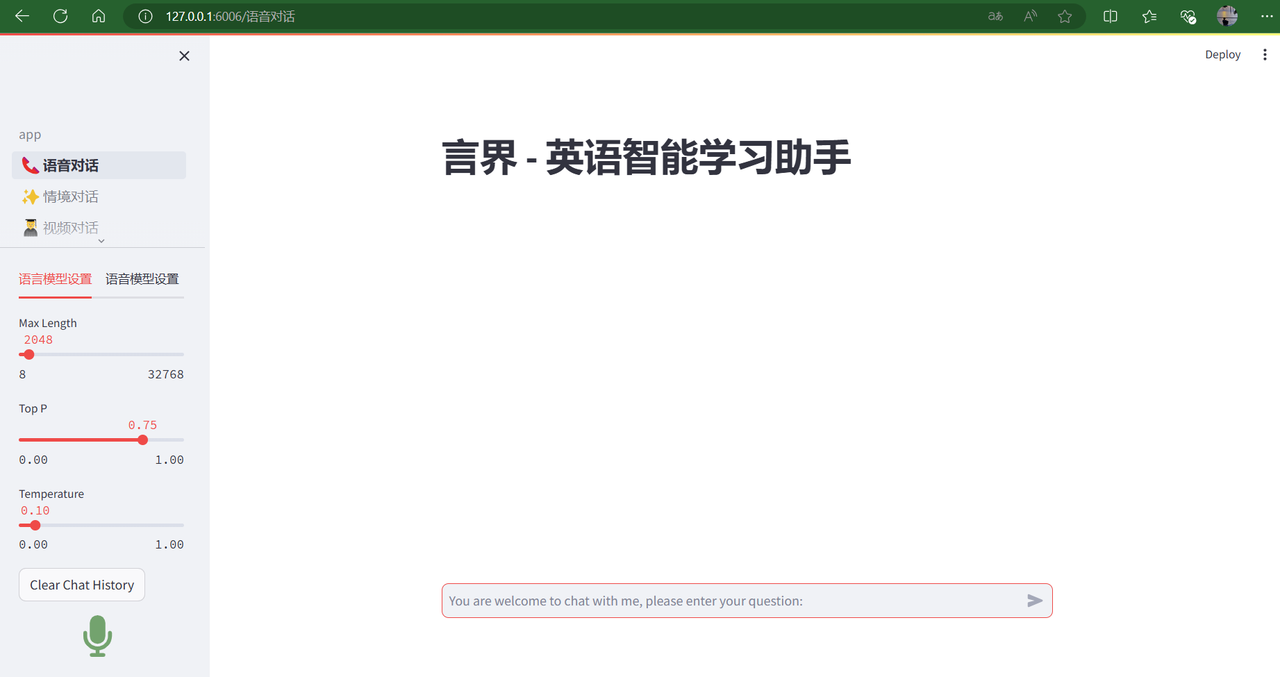 127.0.0.1:6006/语音对话
Deploy
app
语音对话
情境对话
视频对话
言界 - 英语智能学习助手
语言模型设置 语音模型设置
Max Length
2048
8 32768
Top P
0.75
0.00 1.00
Temperature
0.10
0.00 1.00
Clear Chat History
You are welcome to chat with me, please enter your question: